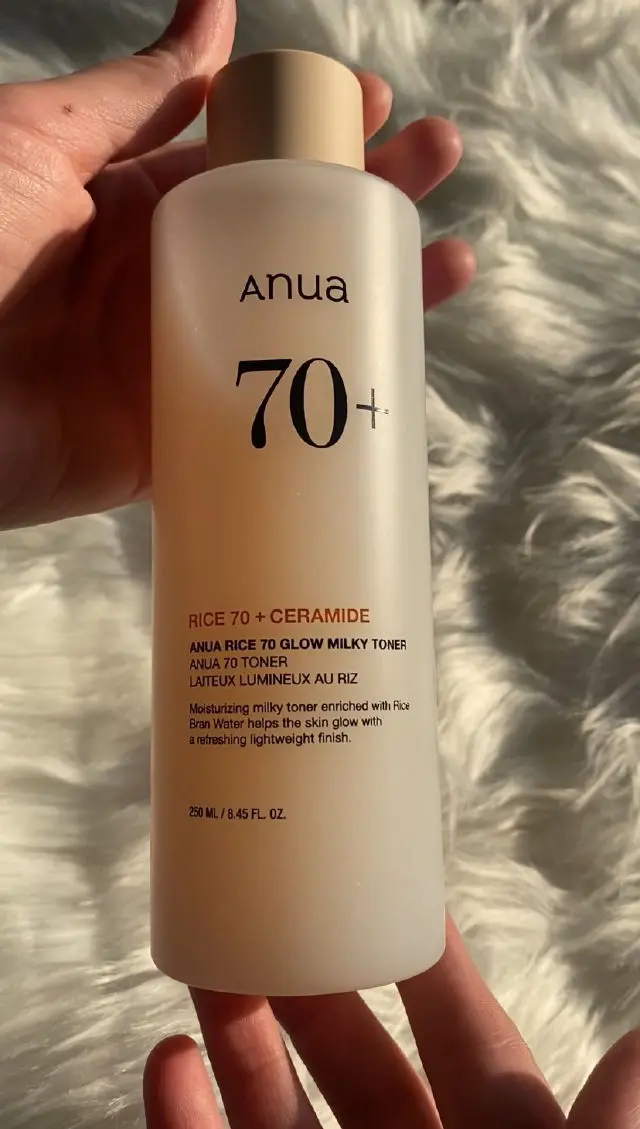 Anua
70+
RICE 70 + CERAMIDE
ANUA RICE 70 GLOW MILKY TONER
ANUA 70 TONER
LAITEUX LUMINEUX AU RIZ
Moisturizing milky toner enriched with Rice
Bran Water helps the skin glow with
a refreshing lightweight finish.
250 ML / 8.45 FL. OZ.